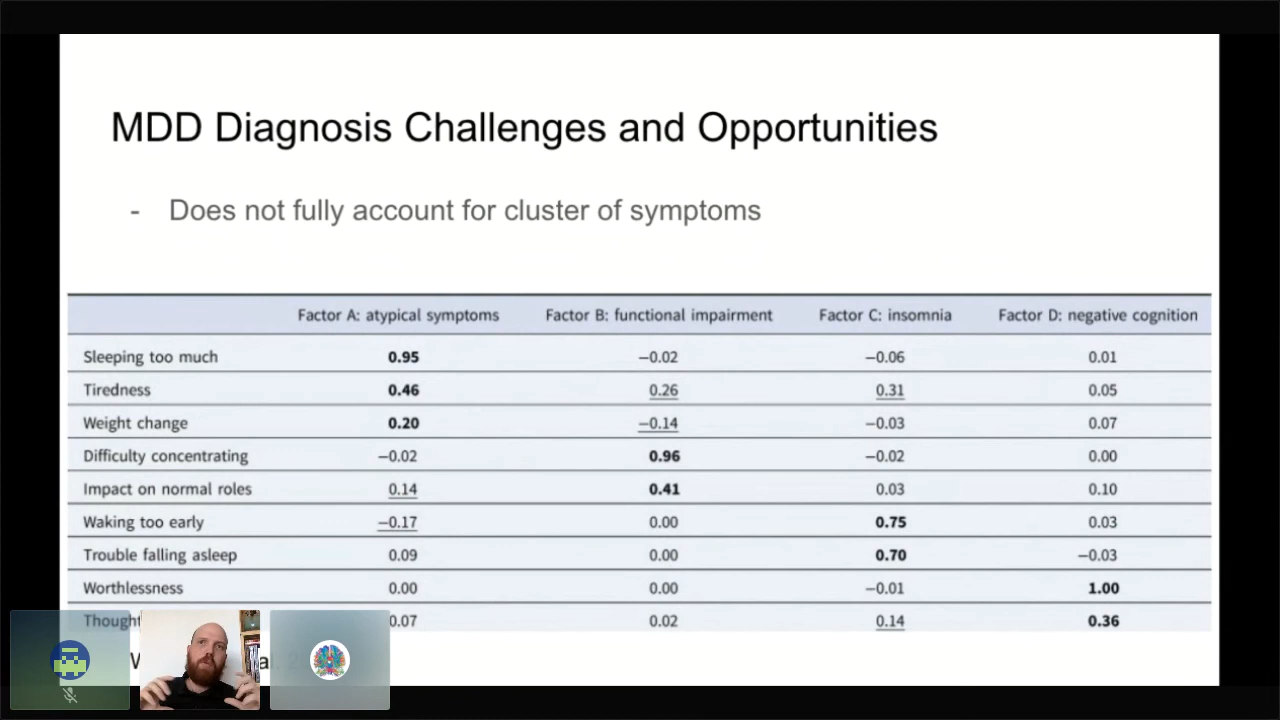 MDD Diagnosis Challenges and Opportunities
- Does not fully account for cluster of symptoms
Factor A: atypical symptoms Factor B: functional impairment Factor C: insomnia Factor D: negative cognition
Sleeping too much 0.95 −0.02 −0.06 0.01
Tiredness 0.46 0.26 0.31 0.05
Weight change 0.20 −0.14 −0.03 0.07
Difficulty concentrating −0.02 0.96 −0.02 0.00
Impact on normal roles 0.14 0.41 0.03 0.10
Waking too early −0.17 0.00 0.75 0.03
Trouble falling asleep 0.09 0.00 0.70 −0.03
Worthlessness 0.00 0.00 −0.01 1.00
0.07 0.02 0.14 0.36